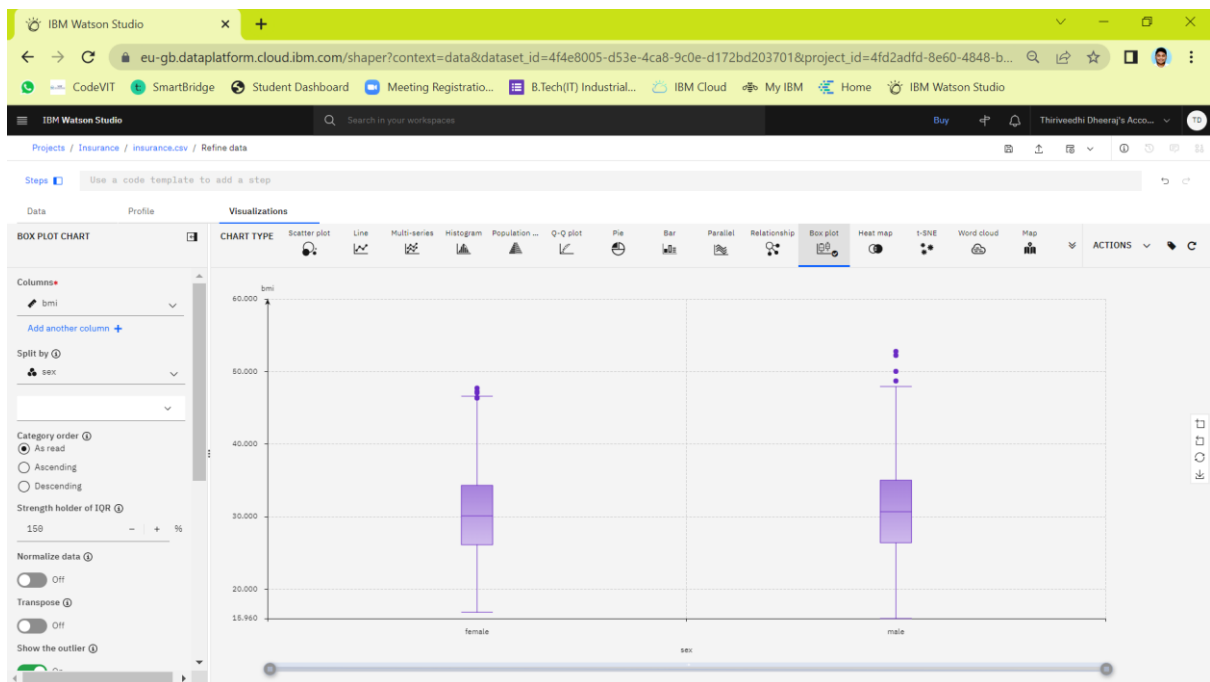 IBM Watson Studio
eu-gb.dataplatform.cloud.ibm.com/shaper?context=data&dataset_id=4f4e8005-d53e-4ca8-9c0e-d172bd203701&project_id=4fd2adfd-8e60-4848-b...
CodeVIT SmartBridge Student Dashboard Meeting Registratio... B.Tech(IT) Industrial... IBM Cloud My IBM Home IBM Watson Studio
IBM Watson Studio Search in your workspaces Buy Thiriveedhi Dheeraj's Acco... TD
Projects / Insurance / insurance.csv / Refine data
Steps Use a code template to add a step
Data Profile Visualizations
BOX PLOT CHART CHART TYPE Scatter plot Line Multi-series Histogram Population ... Q-Q plot Pie Bar Parallel Relationship Box plot Heat map t-SNE Word cloud Map ACTIONS
Columns
bmi
Add another column +
Split by
sex
Category order
As read
Ascending
Descending
Strength holder of IQR
150 - + %
Normalize data
Off
Transpose
Off
Show the outlier
On
bmi
60.000
50.000
40.000
30.000
20.000
15.960
female male
sex